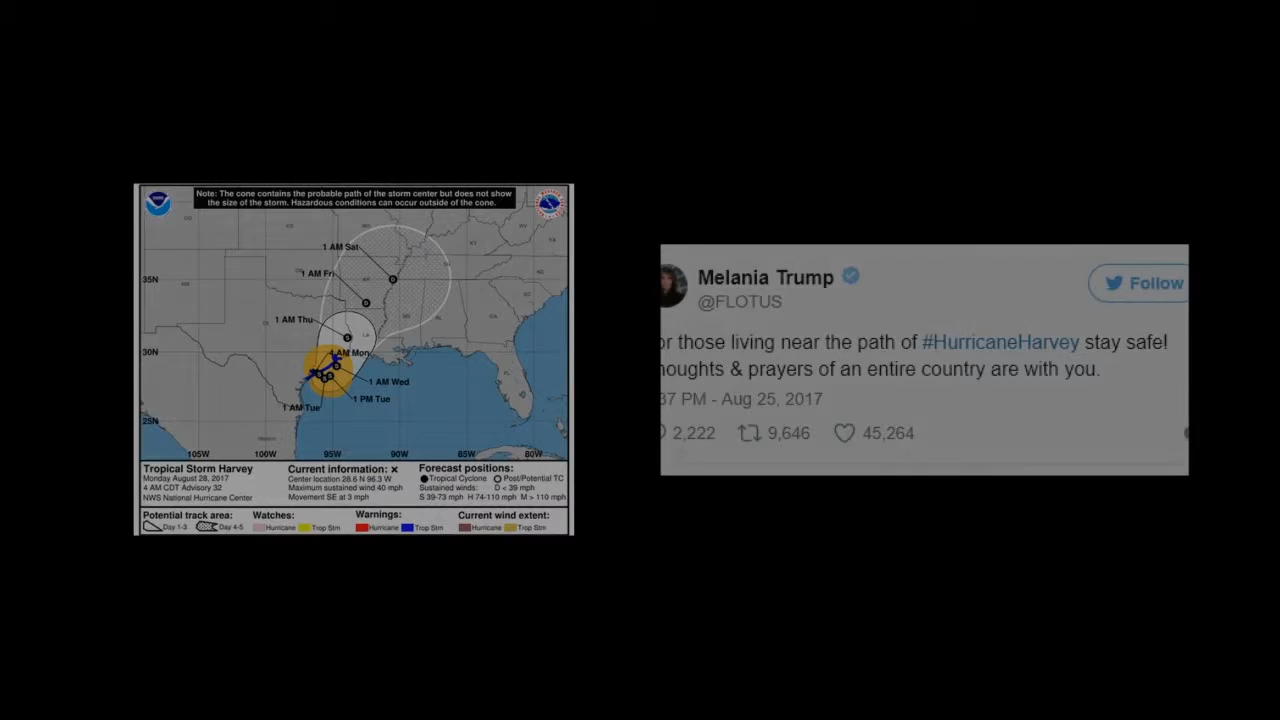 Note: The cone contains the probable path of the storm center but does not show
the size of the storm. Hazardous conditions can occur outside of the cone.
1 AM Sat
1 AM Fri
35N
1 AM Thu
30N
4 AM Mon
1 AM Wed
1 PM Tue
1 AM Tue
25N
Mexico
105W 100W 95W 90W 85W 80W
Tropical Storm Harvey
Monday August 28, 2017
4 AM CDT Advisory 32
NWS National Hurricane Center
Current information: x
Center location 28.6 N 96.3 W
Maximum sustained wind 40 mph
Movement SE at 3 mph
Forecast positions:
Tropical Cyclone Post/Potential TC
Sustained winds: D < 39 mph
S 39-73 mph H 74-110 mph M > 110 mph
Potential track area:
Day 1-3 Day 4-5
Watches:
Hurricane Trop Stm
Warnings:
Hurricane Trop Stm
Current wind extent:
Hurricane Trop Stm
Melania Trump
@FLOTUS
Follow
or those living near the path of #HurricaneHarvey stay safe!
houghts & prayers of an entire country are with you.
37 PM - Aug 25, 2017
2,222 9,646 45,264